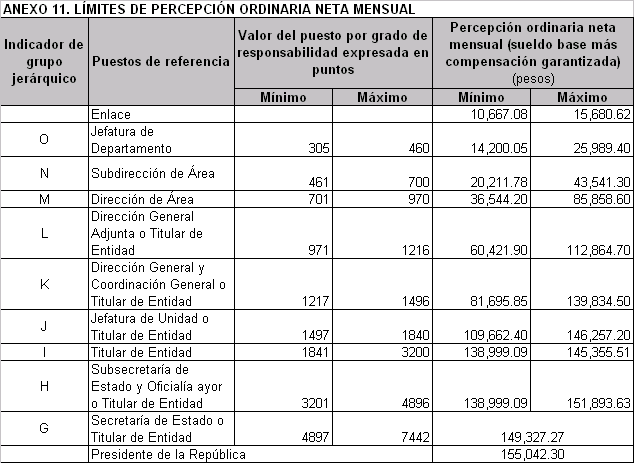 ANEXO 11. LÍMITES DE PERCEPCIÓN ORDINARIA NETA MENSUAL
Indicador de grupo jerárquico
Puestos de referencia
Valor del puesto por grado de responsabilidad expresada en puntos
Percepción ordinaria neta mensual (sueldo base más compensación garantizada) (pesos)
Mínimo Máximo Mínimo Máximo
Enlace 10,667.08 15,680.62
O Jefatura de Departamento 305 460 14,200.05 25,989.40
N Subdirección de Área 461 700 20,211.78 43,541.30
M Dirección de Área 701 970 36,544.20 85,858.60
L Dirección General Adjunta o Titular de Entidad 971 1216 60,421.90 112,864.70
K Dirección General y Coordinación General o Titular de Entidad 1217 1496 81,695.85 139,834.50
J Jefatura de Unidad o Titular de Entidad 1497 1840 109,662.40 146,257.20
I Titular de Entidad 1841 3200 138,999.09 145,355.51
H Subsecretaría de Estado y Oficialía ayor o Titular de Entidad 3201 4896 138,999.09 151,893.63
G Secretaría de Estado o Titular de Entidad 4897 7442 149,327.27
Presidente de la República 155,042.30